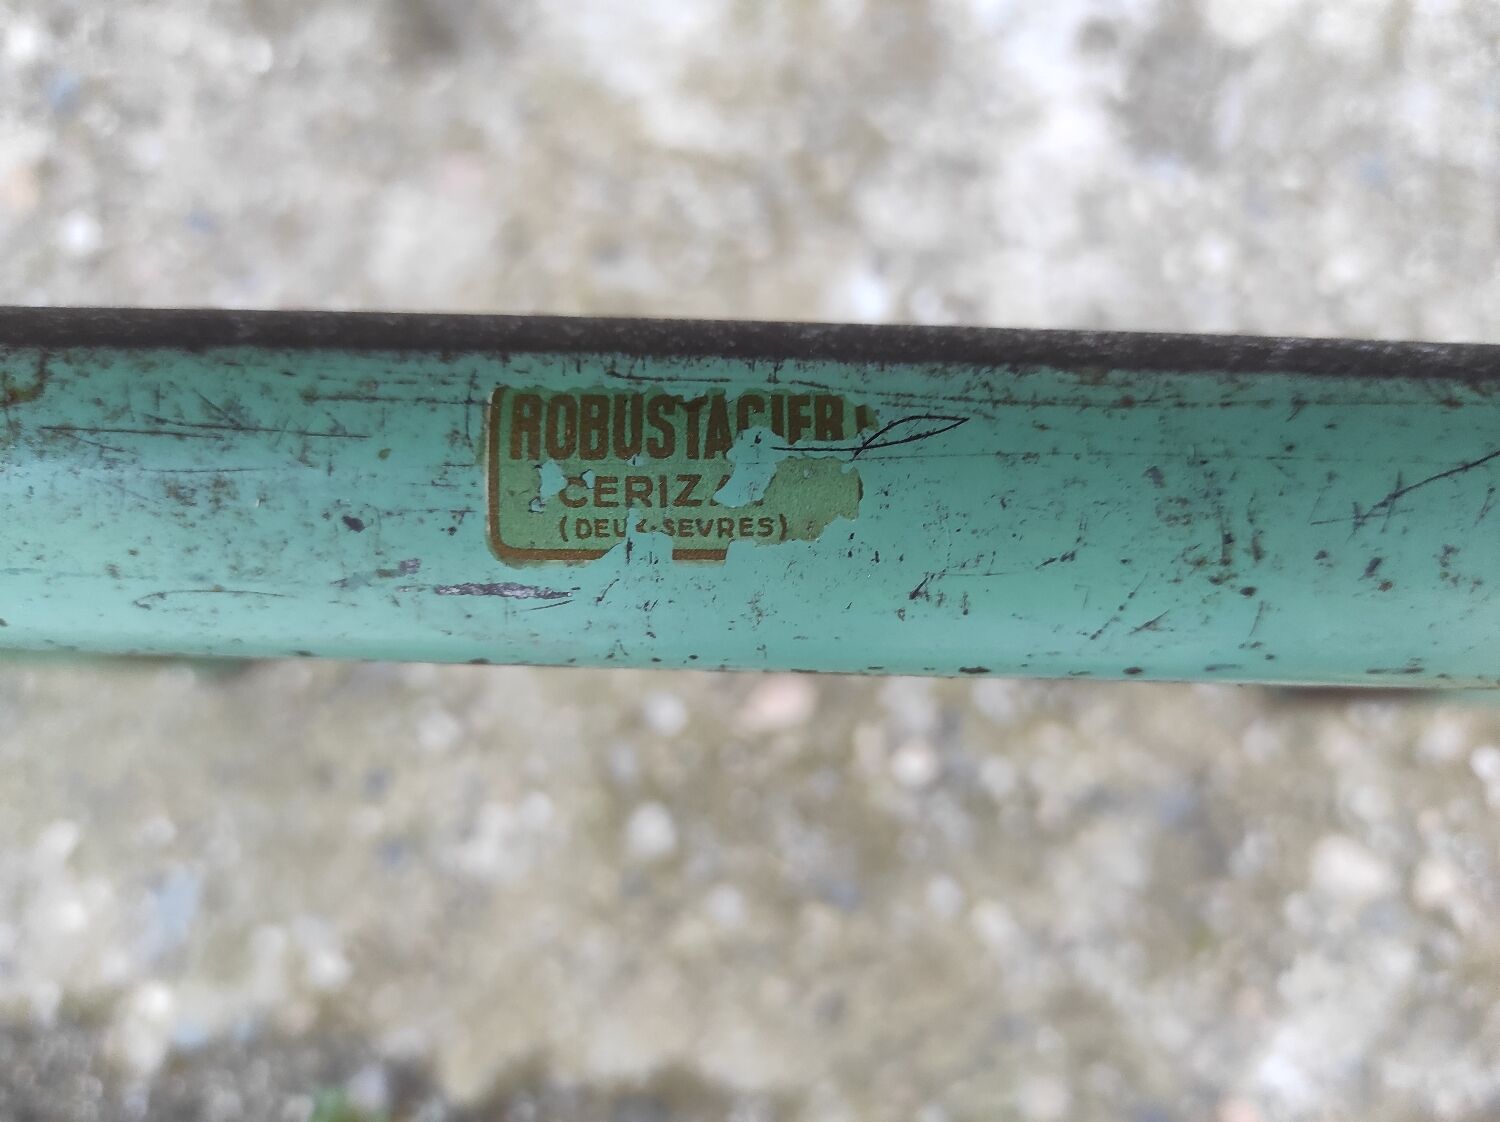 ROBUSTACIER
CERIZ
(DEUX-SEVRES)